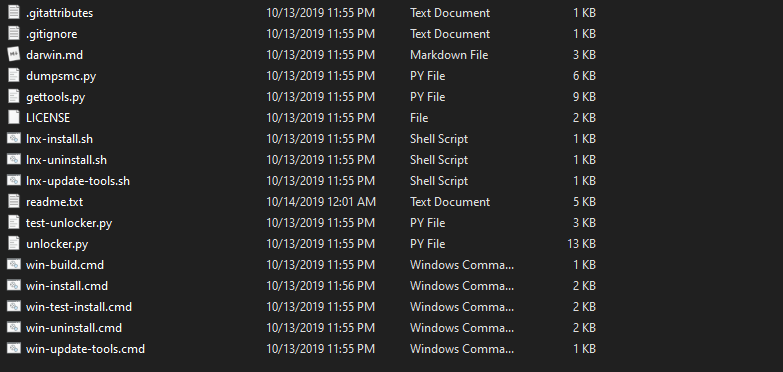 .gitattributes 10/13/2019 11:55 PM Text Document 1 KB
.gitignore 10/13/2019 11:55 PM Text Document 1 KB
darwin.md 10/13/2019 11:55 PM Markdown File 3 KB
dumpsmc.py 10/13/2019 11:55 PM PY File 6 KB
gettools.py 10/13/2019 11:55 PM PY File 9 KB
LICENSE 10/13/2019 11:55 PM File 2 KB
lnx-install.sh 10/13/2019 11:55 PM Shell Script 1 KB
lnx-uninstall.sh 10/13/2019 11:55 PM Shell Script 1 KB
lnx-update-tools.sh 10/13/2019 11:55 PM Shell Script 1 KB
readme.txt 10/14/2019 12:01 AM Text Document 5 KB
test-unlocker.py 10/13/2019 11:55 PM PY File 3 KB
unlocker.py 10/13/2019 11:55 PM PY File 13 KB
win-build.cmd 10/13/2019 11:55 PM Windows Comma... 1 KB
win-install.cmd 10/13/2019 11:56 PM Windows Comma... 2 KB
win-test-install.cmd 10/13/2019 11:55 PM Windows Comma... 2 KB
win-uninstall.cmd 10/13/2019 11:55 PM Windows Comma... 2 KB
win-update-tools.cmd 10/13/2019 11:55 PM Windows Comma... 2 KB